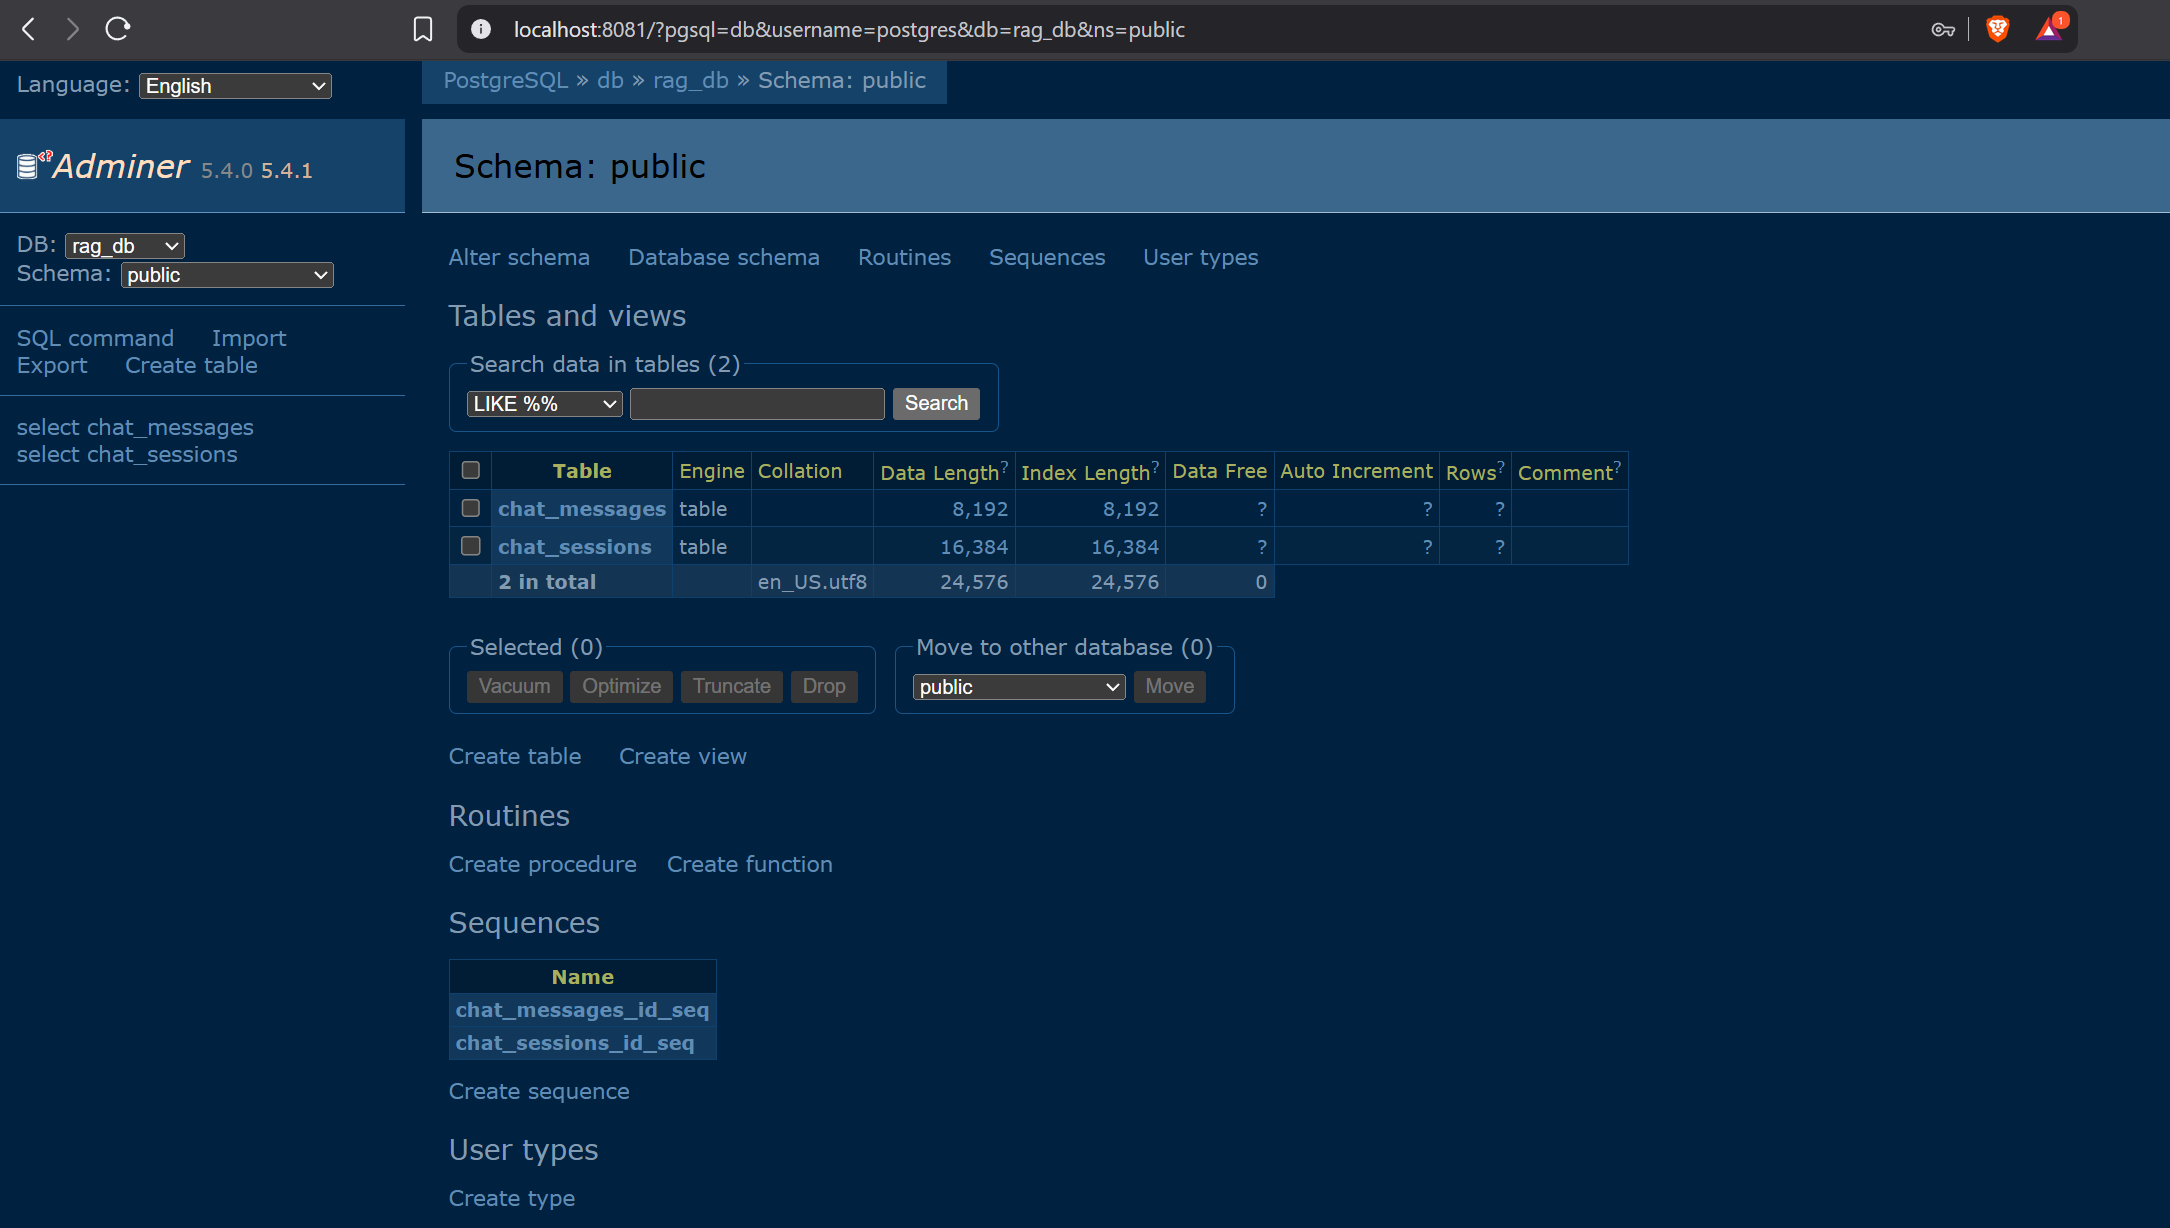 localhost:8081/?pgsql=db&username=postgres&db=rag_db&ns=public
1
Language: English
PostgreSQL » db » rag_db » Schema: public
Adminer 5.4.0 5.4.1
Schema: public
DB: rag_db
Schema: public
SQL command Import
Export Create table
select chat_messages
select chat_sessions
Alter schema Database schema Routines Sequences User types
Tables and views
Search data in tables (2)
LIKE %% Search
Table Engine Collation Data Length? Index Length? Data Free Auto Increment Rows? Comment?
chat_messages table 8,192 8,192 ? ? ?
chat_sessions table 16,384 16,384 ? ? ?
2 in total en_US.utf8 24,576 24,576 0
Selected (0)
Vacuum Optimize Truncate Drop
Move to other database (0)
public Move
Create table Create view
Routines
Create procedure Create function
Sequences
Name
chat_messages_id_seq
chat_sessions_id_seq
Create sequence
User types
Create type